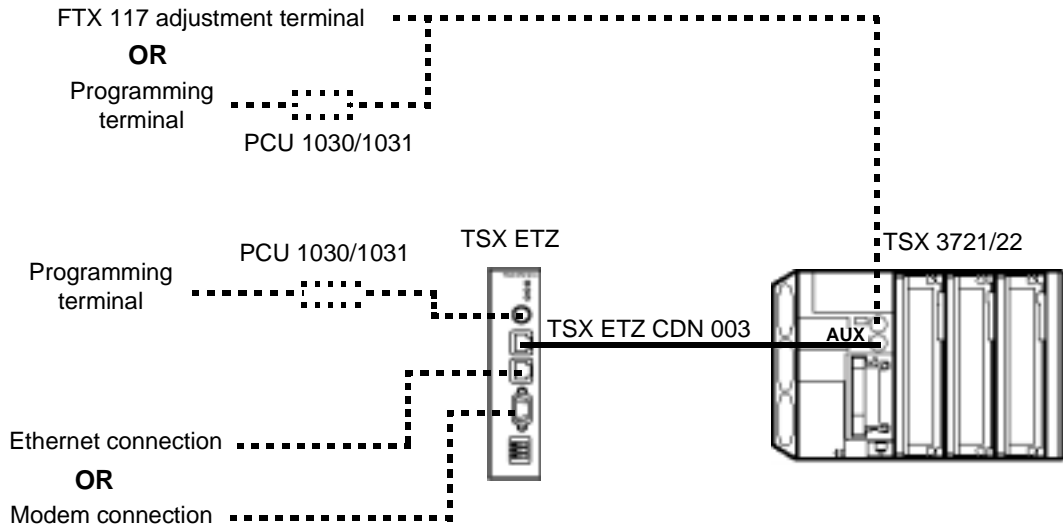 FTX 117 adjustment terminal
OR
Programming
terminal
PCU 1030/1031
TSX ETZ
PCU 1030/1031
TSX 3721/22
Programming
terminal
TSX ETZ CDN 003
AUX
Ethernet connection
OR
Modem connection